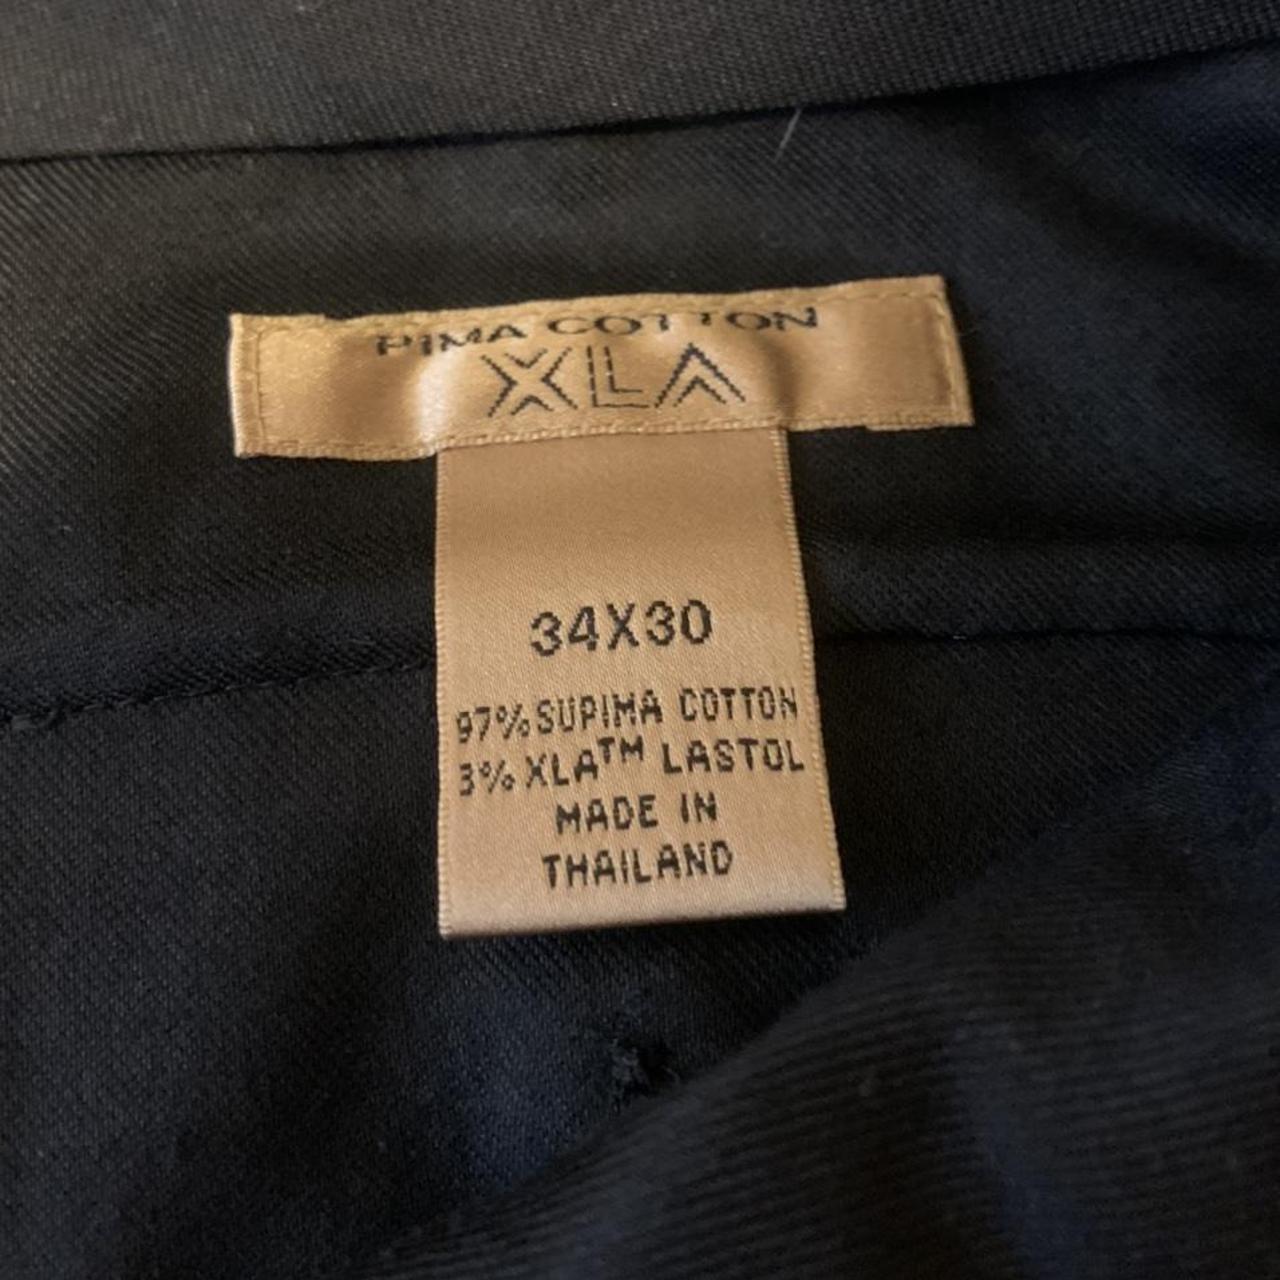 PIMA COTTON
XLA
34X30
97% SUPIMA COTTON
3% XLA™ LASTOL
MADE IN
THAILAND